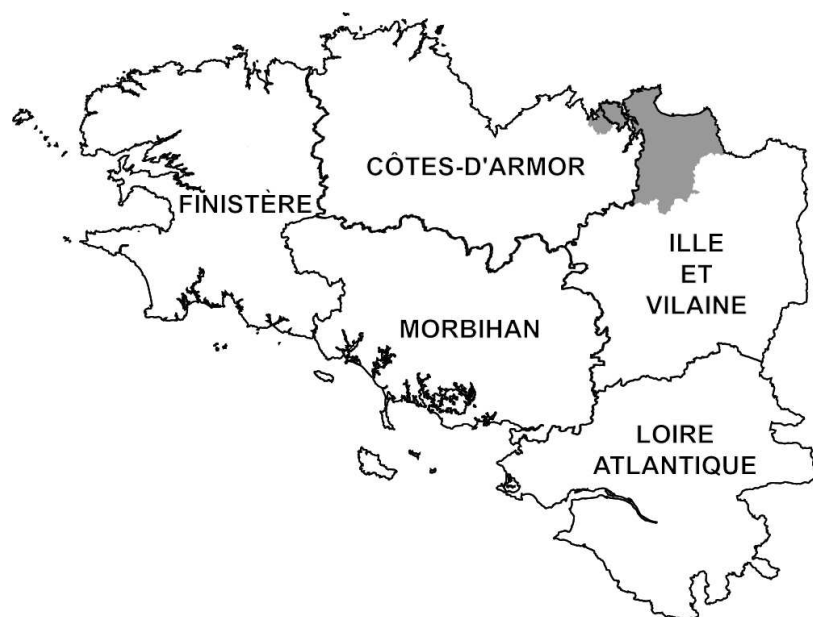 CÔTES-D'ARMOR
FINISTÈRE
ILLE
ET
VILAINE
MORBIHAN
LOIRE
ATLANTIQUE